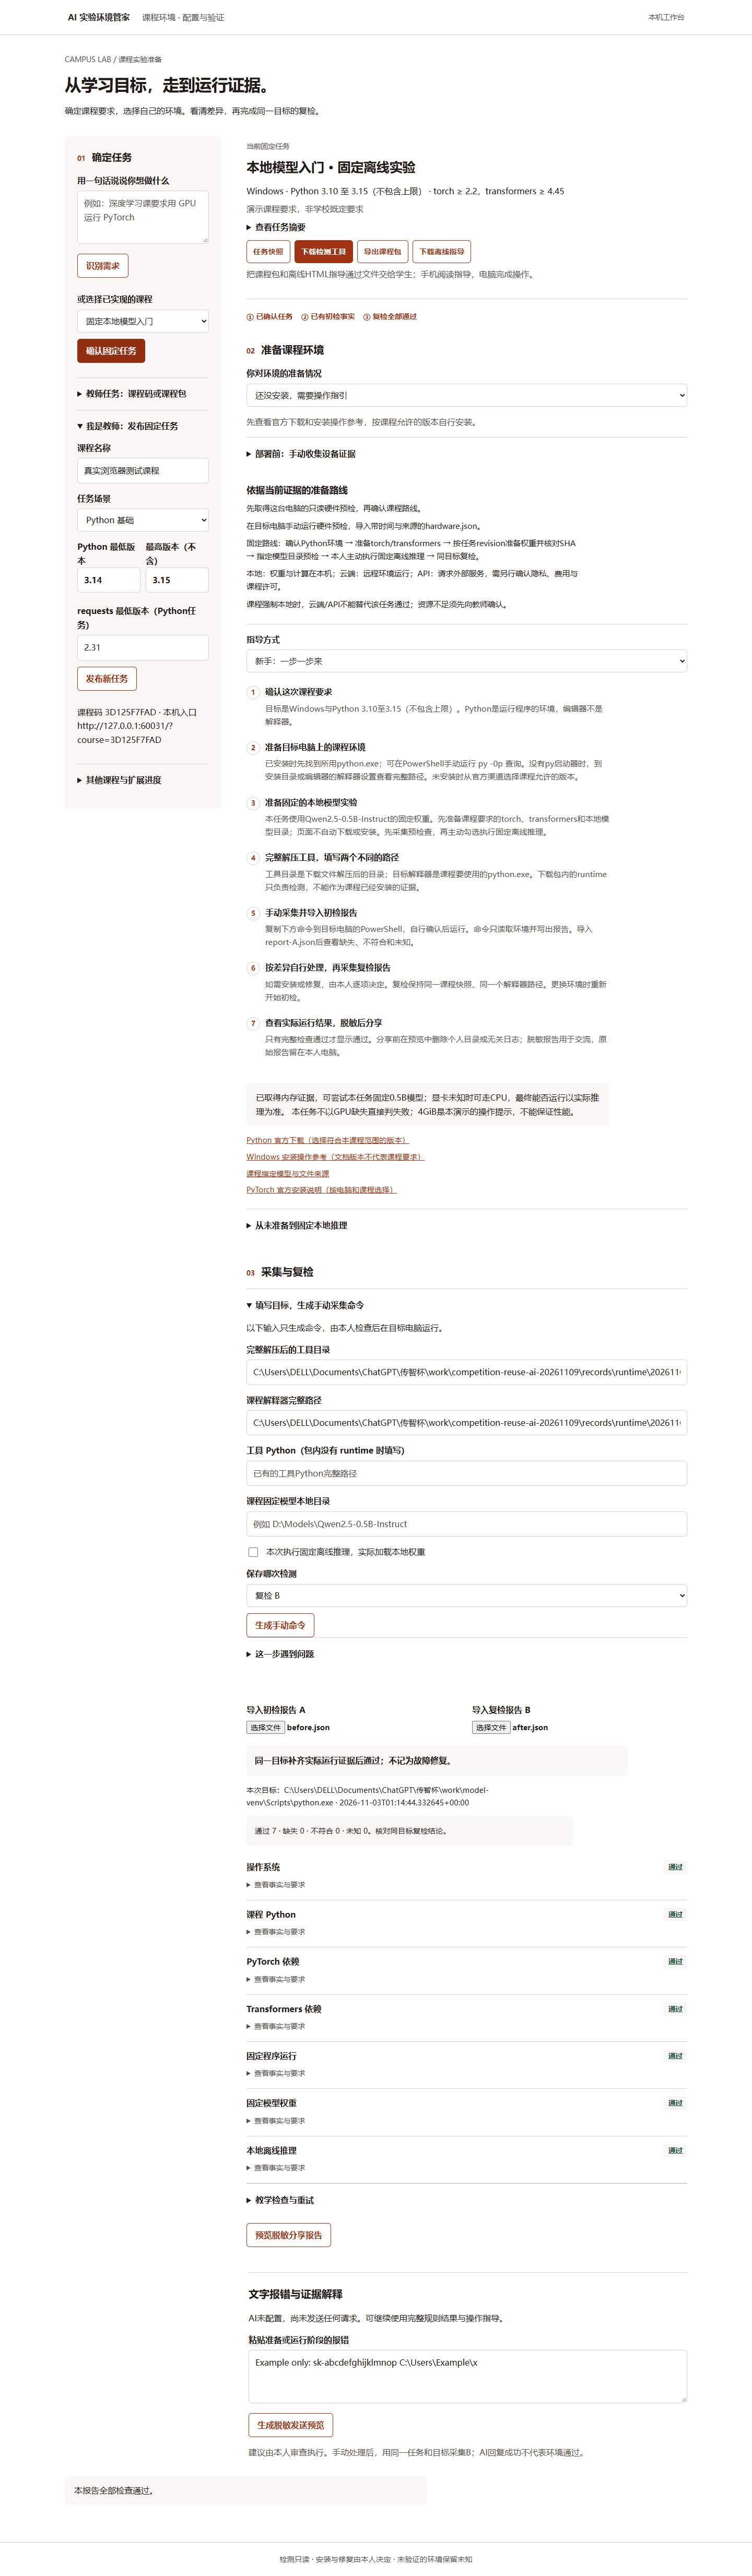 AI 实验环境管家
课程环境 · 配置与验证
本机工作台
CAMPUS LAB / 课程实验准备
从学习目标，走到运行证据。
确定课程要求，选择自己的环境。看清差异，再完成同一目标的复检。
01 确定任务
用一句话说说你想做什么
例如：深度学习课要求用 GPU
运行 PyTorch
识别需求
或选择已实现的课程
固定本地模型入门
确认固定任务
▶ 教师任务：课程码或课程包
▼ 我是教师：发布固定任务
课程名称
真实浏览器测试课程
任务场景
Python 基础
Python 最低版
本
最高版本（不
含）
3.14
3.15
requests 最低版本（Python任
务）
2.31
发布新任务
课程码 3D125F7FAD · 本机入口
http://127.0.0.1:60031/?
course=3D125F7FAD
▶ 其他课程与扩展进度
当前固定任务
本地模型入门 · 固定离线实验
Windows · Python 3.10 至 3.15（不包含上限） · torch ≥ 2.2，transformers ≥ 4.45
演示课程要求，非学校既定要求
▶ 查看任务摘要
任务快照
下载检测工具
导出课程包
下载离线指导
把课程包和离线HTML指导通过文件交给学生；手机阅读指导，电脑完成操作。
① 已确认任务 ② 已有初检事实 ③ 复检全部通过
02 准备课程环境
你对环境的准备情况
还没安装，需要操作指引
先查看官方下载和安装操作参考，按课程允许的版本自行安装。
▶ 部署前：手动收集设备证据
依据当前证据的准备路线
先取得这台电脑的只读硬件预检，再确认课程路线。
在目标电脑手动运行硬件预检，导入带时间与来源的hardware.json。
固定路线：确认Python环境 → 准备torch/transformers → 按任务revision准备权重并核对SHA
→ 指定模型目录预检 → 本人主动执行固定离线推理 → 同目标复检。
本地：权重与计算在本机；云端：远程环境运行；API：请求外部服务，需另行确认隐私、费用与
课程许可。
课程强制本地时，云端/API不能替代该任务通过；资源不足须先向教师确认。
指导方式
新手：一步一步来
1 确认这次课程要求
目标是Windows与Python 3.10至3.15（不包含上限）。Python是运行程序的环境，编辑器不是
解释器。
2 准备目标电脑上的课程环境
已安装时先找到所用python.exe；可在PowerShell手动运行 py -0p 查询。没有py启动器时，到
安装目录或编辑器的解释器设置查看完整路径。未安装时从官方渠道选择课程允许的版本。
3 准备固定的本地模型实验
本任务使用Qwen2.5-0.5B-Instruct的固定权重。先准备课程要求的torch、transformers和本地模
型目录；页面不自动下载或安装。先采集预检查，再主动勾选执行固定离线推理。
4 完整解压工具，填写两个不同的路径
工具目录是下载文件解压后的目录；目标解释器是课程要使用的python.exe。下载包内的runtime
只负责检测，不能作为课程已经安装的证据。
5 手动采集并导入初检报告
复制下方命令到目标电脑的PowerShell，自行确认后运行。命令只读取环境并写出报告。导入
report-A.json后查看缺失、不符合和未知。
6 按差异自行处理，再采集复检报告
如需安装或修复，由本人逐项决定。复检保持同一课程快照、同一个解释器路径。更换环境时重新
开始初检。
7 查看实际运行结果，脱敏后分享
只有完整检查通过才显示通过。分享前在预览中删除个人目录或无关日志；脱敏报告用于交流，原
始报告留在本人电脑。
已取得内存证据，可尝试本任务固定0.5B模型；显卡未知时可走CPU，最终能否运行以实际推
理为准。 本任务不以GPU缺失直接判失败；4GiB是本演示的操作提示，不能保证性能。
Python 官方下载（选择符合本课程范围的版本）
Windows 安装操作参考（文档版本不代表课程要求）
课程指定模型与文件来源
PyTorch 官方安装说明（按电脑和课程选择）
▶ 从未准备到固定本地推理
03 采集与复检
▼ 填写目标，生成手动采集命令
以下输入只生成命令，由本人检查后在目标电脑运行。
完整解压后的工具目录
C:\Users\DELL\Documents\ChatGPT\传智杯\work\competition-reuse-ai-20261109\records\runtime\2026110
课程解释器完整路径
C:\Users\DELL\Documents\ChatGPT\传智杯\work\competition-reuse-ai-20261109\records\runtime\2026110
工具 Python（包内没有 runtime 时填写）
已有的工具Python完整路径
课程固定模型本地目录
例如 D:\Models\Qwen2.5-0.5B-Instruct
本次执行固定离线推理，实际加载本地权重
保存哪次检测
复检 B
生成手动命令
▶ 这一步遇到问题
导入初检报告 A
导入复检报告 B
选择文件 before.json
选择文件 after.json
同一目标补齐实际运行证据后通过；不记为故障修复。
本次目标：C:\Users\DELL\Documents\ChatGPT\传智杯\work\model-
venv\Scripts\python.exe · 2026-11-03T01:14:44.332645+00:00
通过 7 · 缺失 0 · 不符合 0 · 未知 0。核对同目标复检结论。
操作系统 通过
▶ 查看事实与要求
课程 Python 通过
▶ 查看事实与要求
PyTorch 依赖 通过
▶ 查看事实与要求
Transformers 依赖 通过
▶ 查看事实与要求
固定程序运行 通过
▶ 查看事实与要求
固定模型权重 通过
▶ 查看事实与要求
本地离线推理 通过
▶ 查看事实与要求
▶ 教学检查与重试
预览脱敏分享报告
文字报错与证据解释
AI未配置，尚未发送任何请求。可继续使用完整规则结果与操作指导。
粘贴准备或运行阶段的报错
Example only: sk-abcdefghijklmnop C:\Users\Example\x
生成脱敏发送预览
建议由本人审查执行。手动处理后，用同一任务和目标采集B；AI回复成功不代表环境通过。
本报告全部检查通过。
检测只读 · 安装与修复由本人决定 · 未验证的环境保留未知